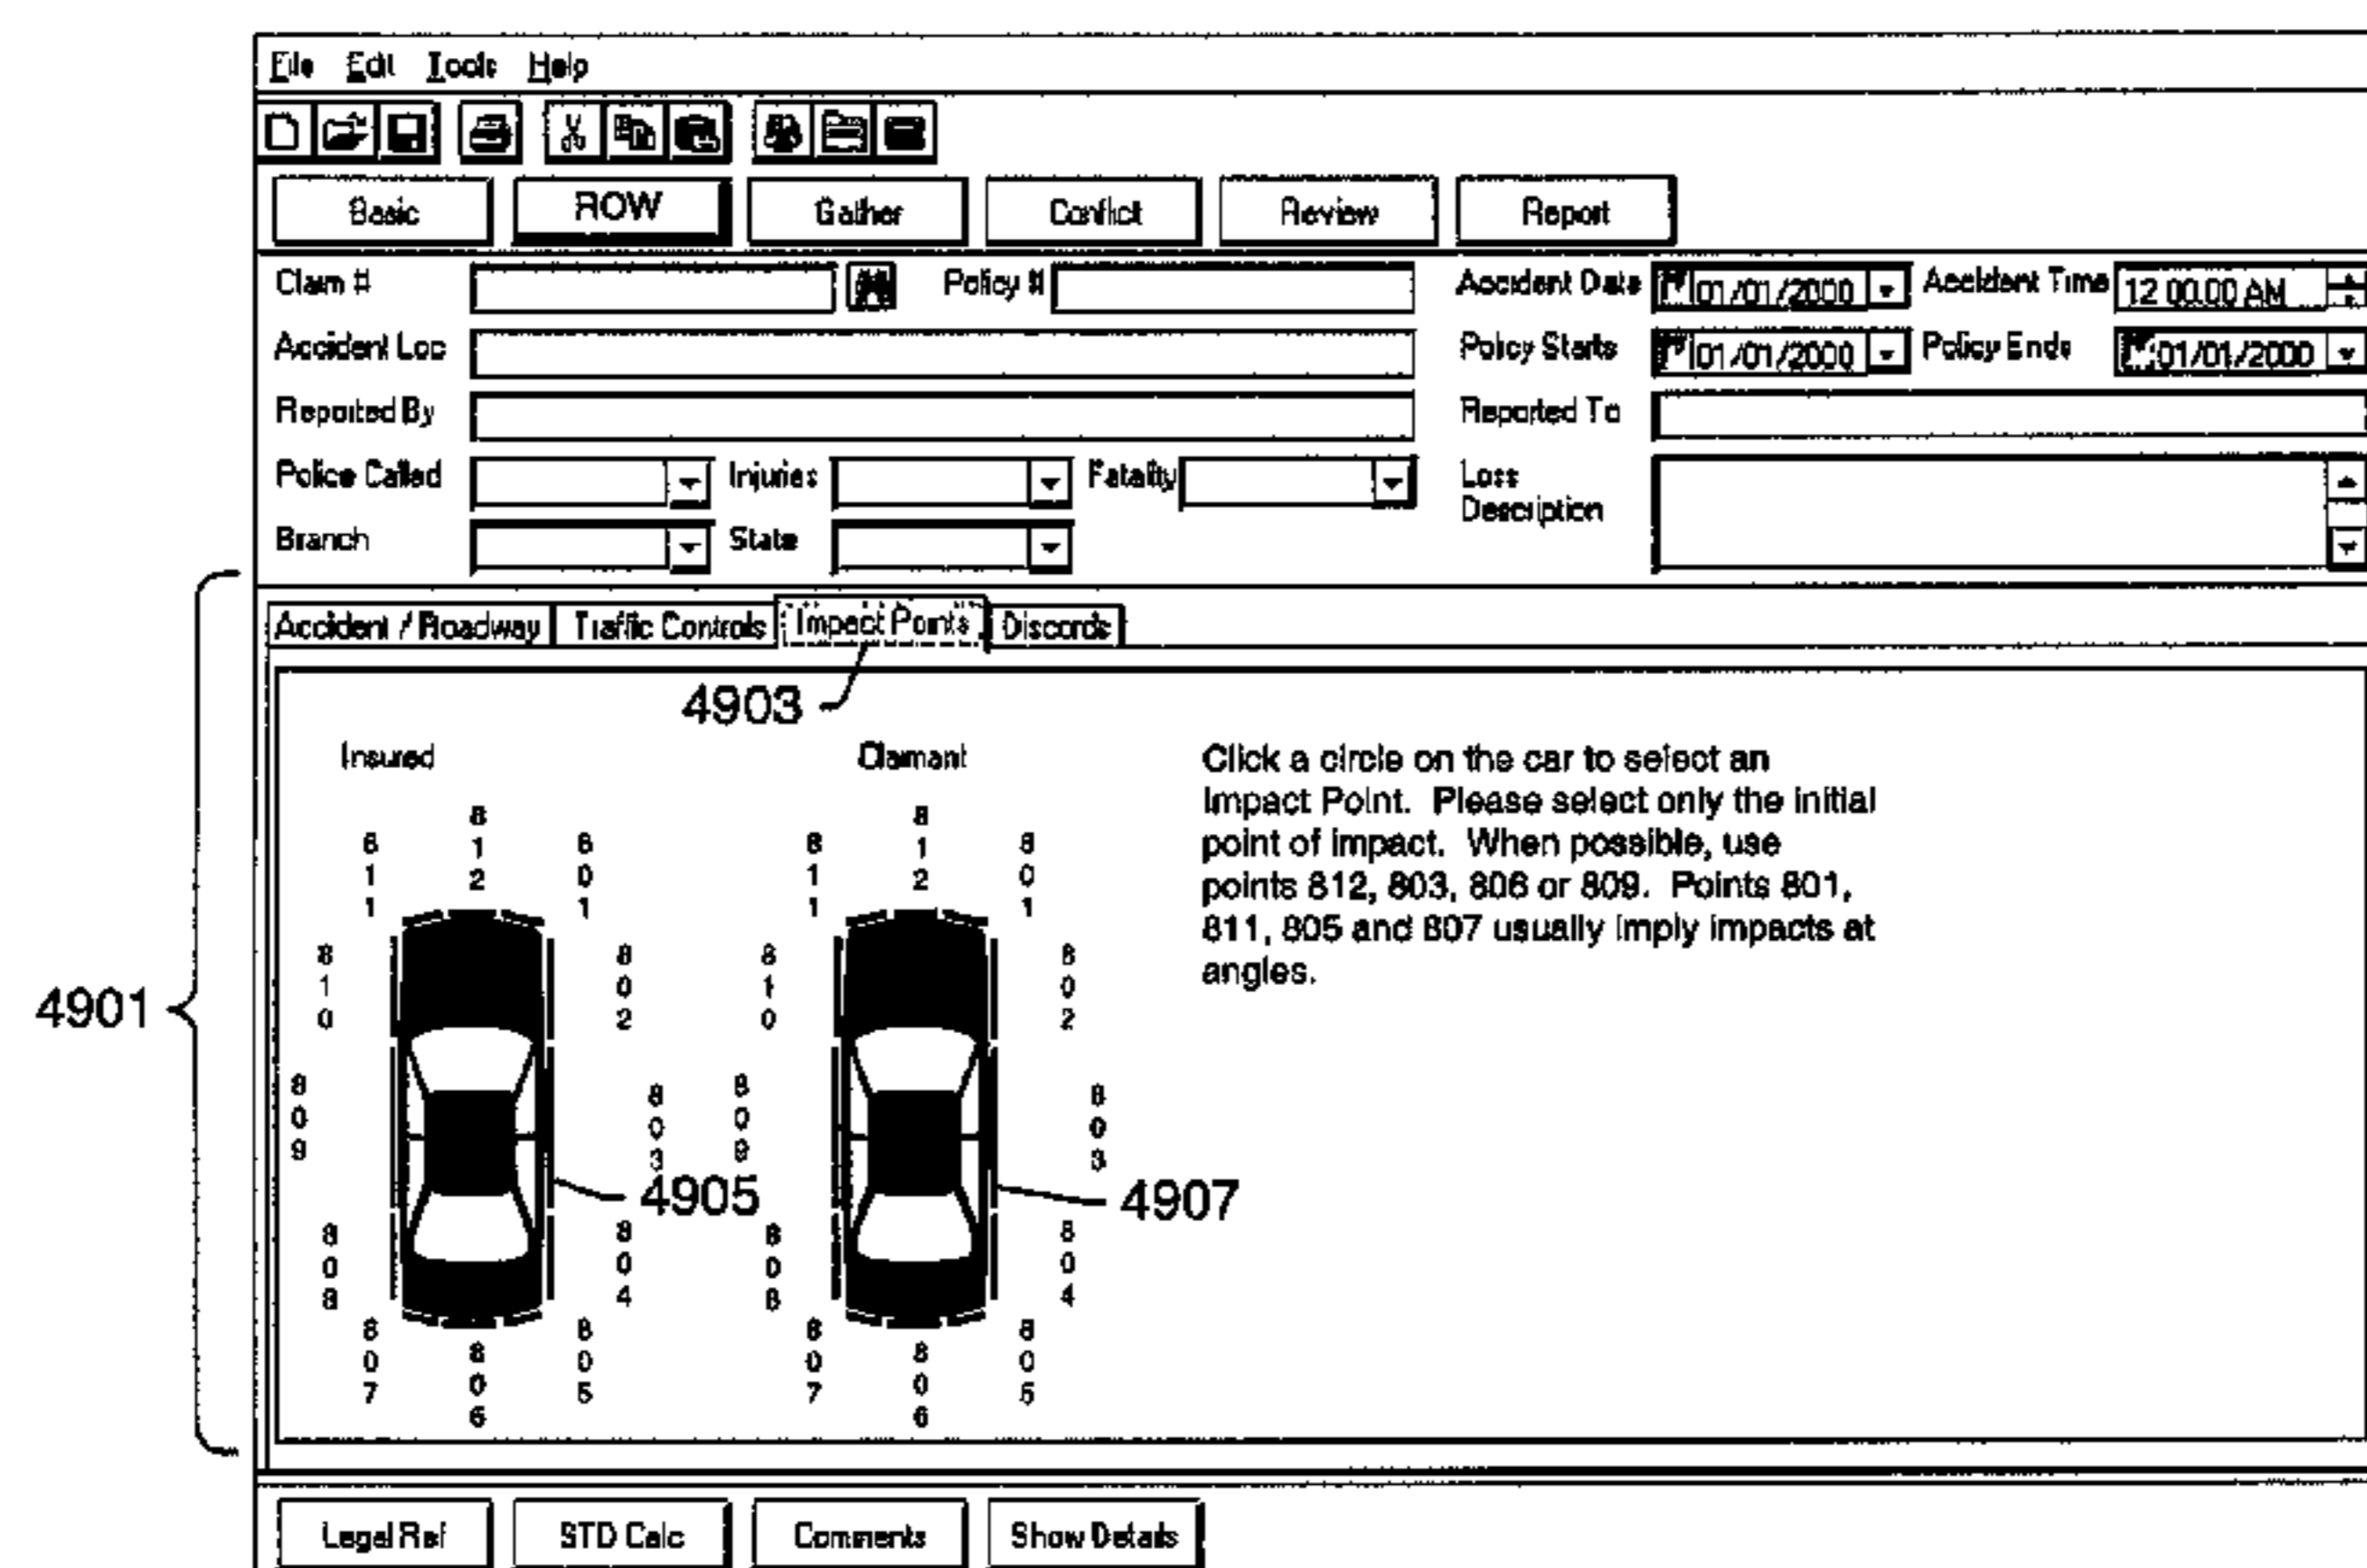 File Edit Tools Help
Basic ROW Gather Conflict Review Report
Claim # Policy # Accident Date 01/01/2000 Accident Time 12:00:00 AM
Accident Loc Policy Starts 01/01/2000 Policy Ends 01/01/2000
Reported By Reported To
Police Called Injuries Fatality Loss Description
Branch State
Accident / Roadway Traffic Controls Impact Points Discords
4903
Insured Claimant
Click a circle on the car to select an
Impact Point. Please select only the initial
point of impact. When possible, use
points 812, 803, 806 or 809. Points 801,
811, 805 and 807 usually imply impacts at
angles.
811 812 801 811 812 801
810 802 810 802
4901
809 803 809 803
4905 4907
808 804 808 804
807 806 805 807 806 805
Legal Ref STD Calc Comments Show Details